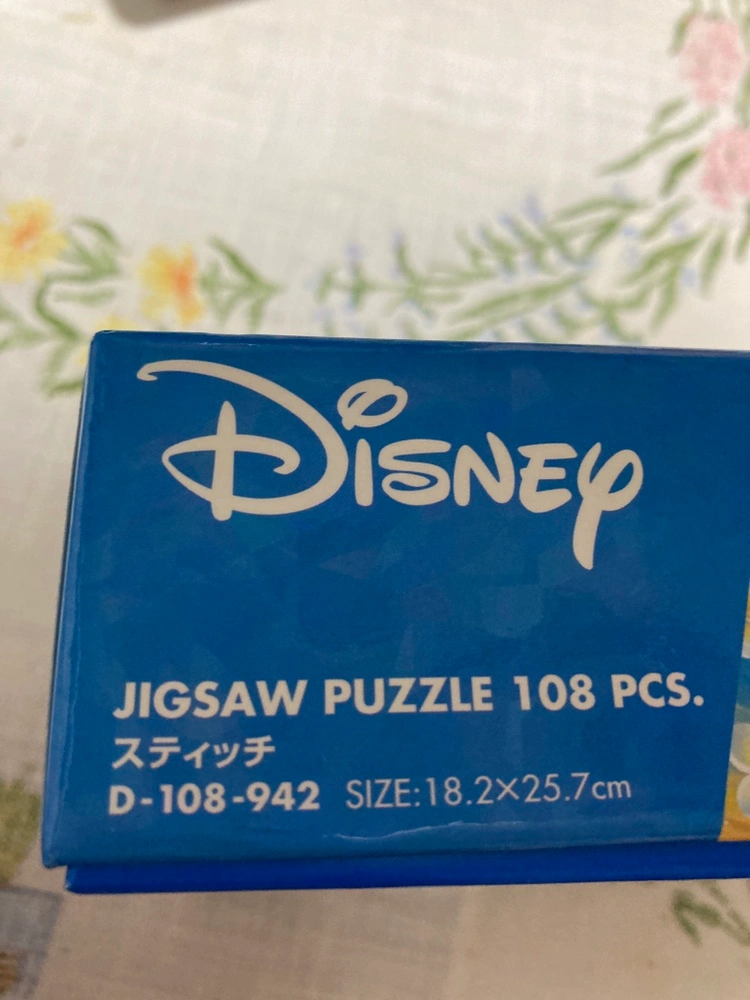 Disney
JIGSAW PUZZLE 108 PCS.
スティッチ
D-108-942 SIZE:18.2×25.7cm